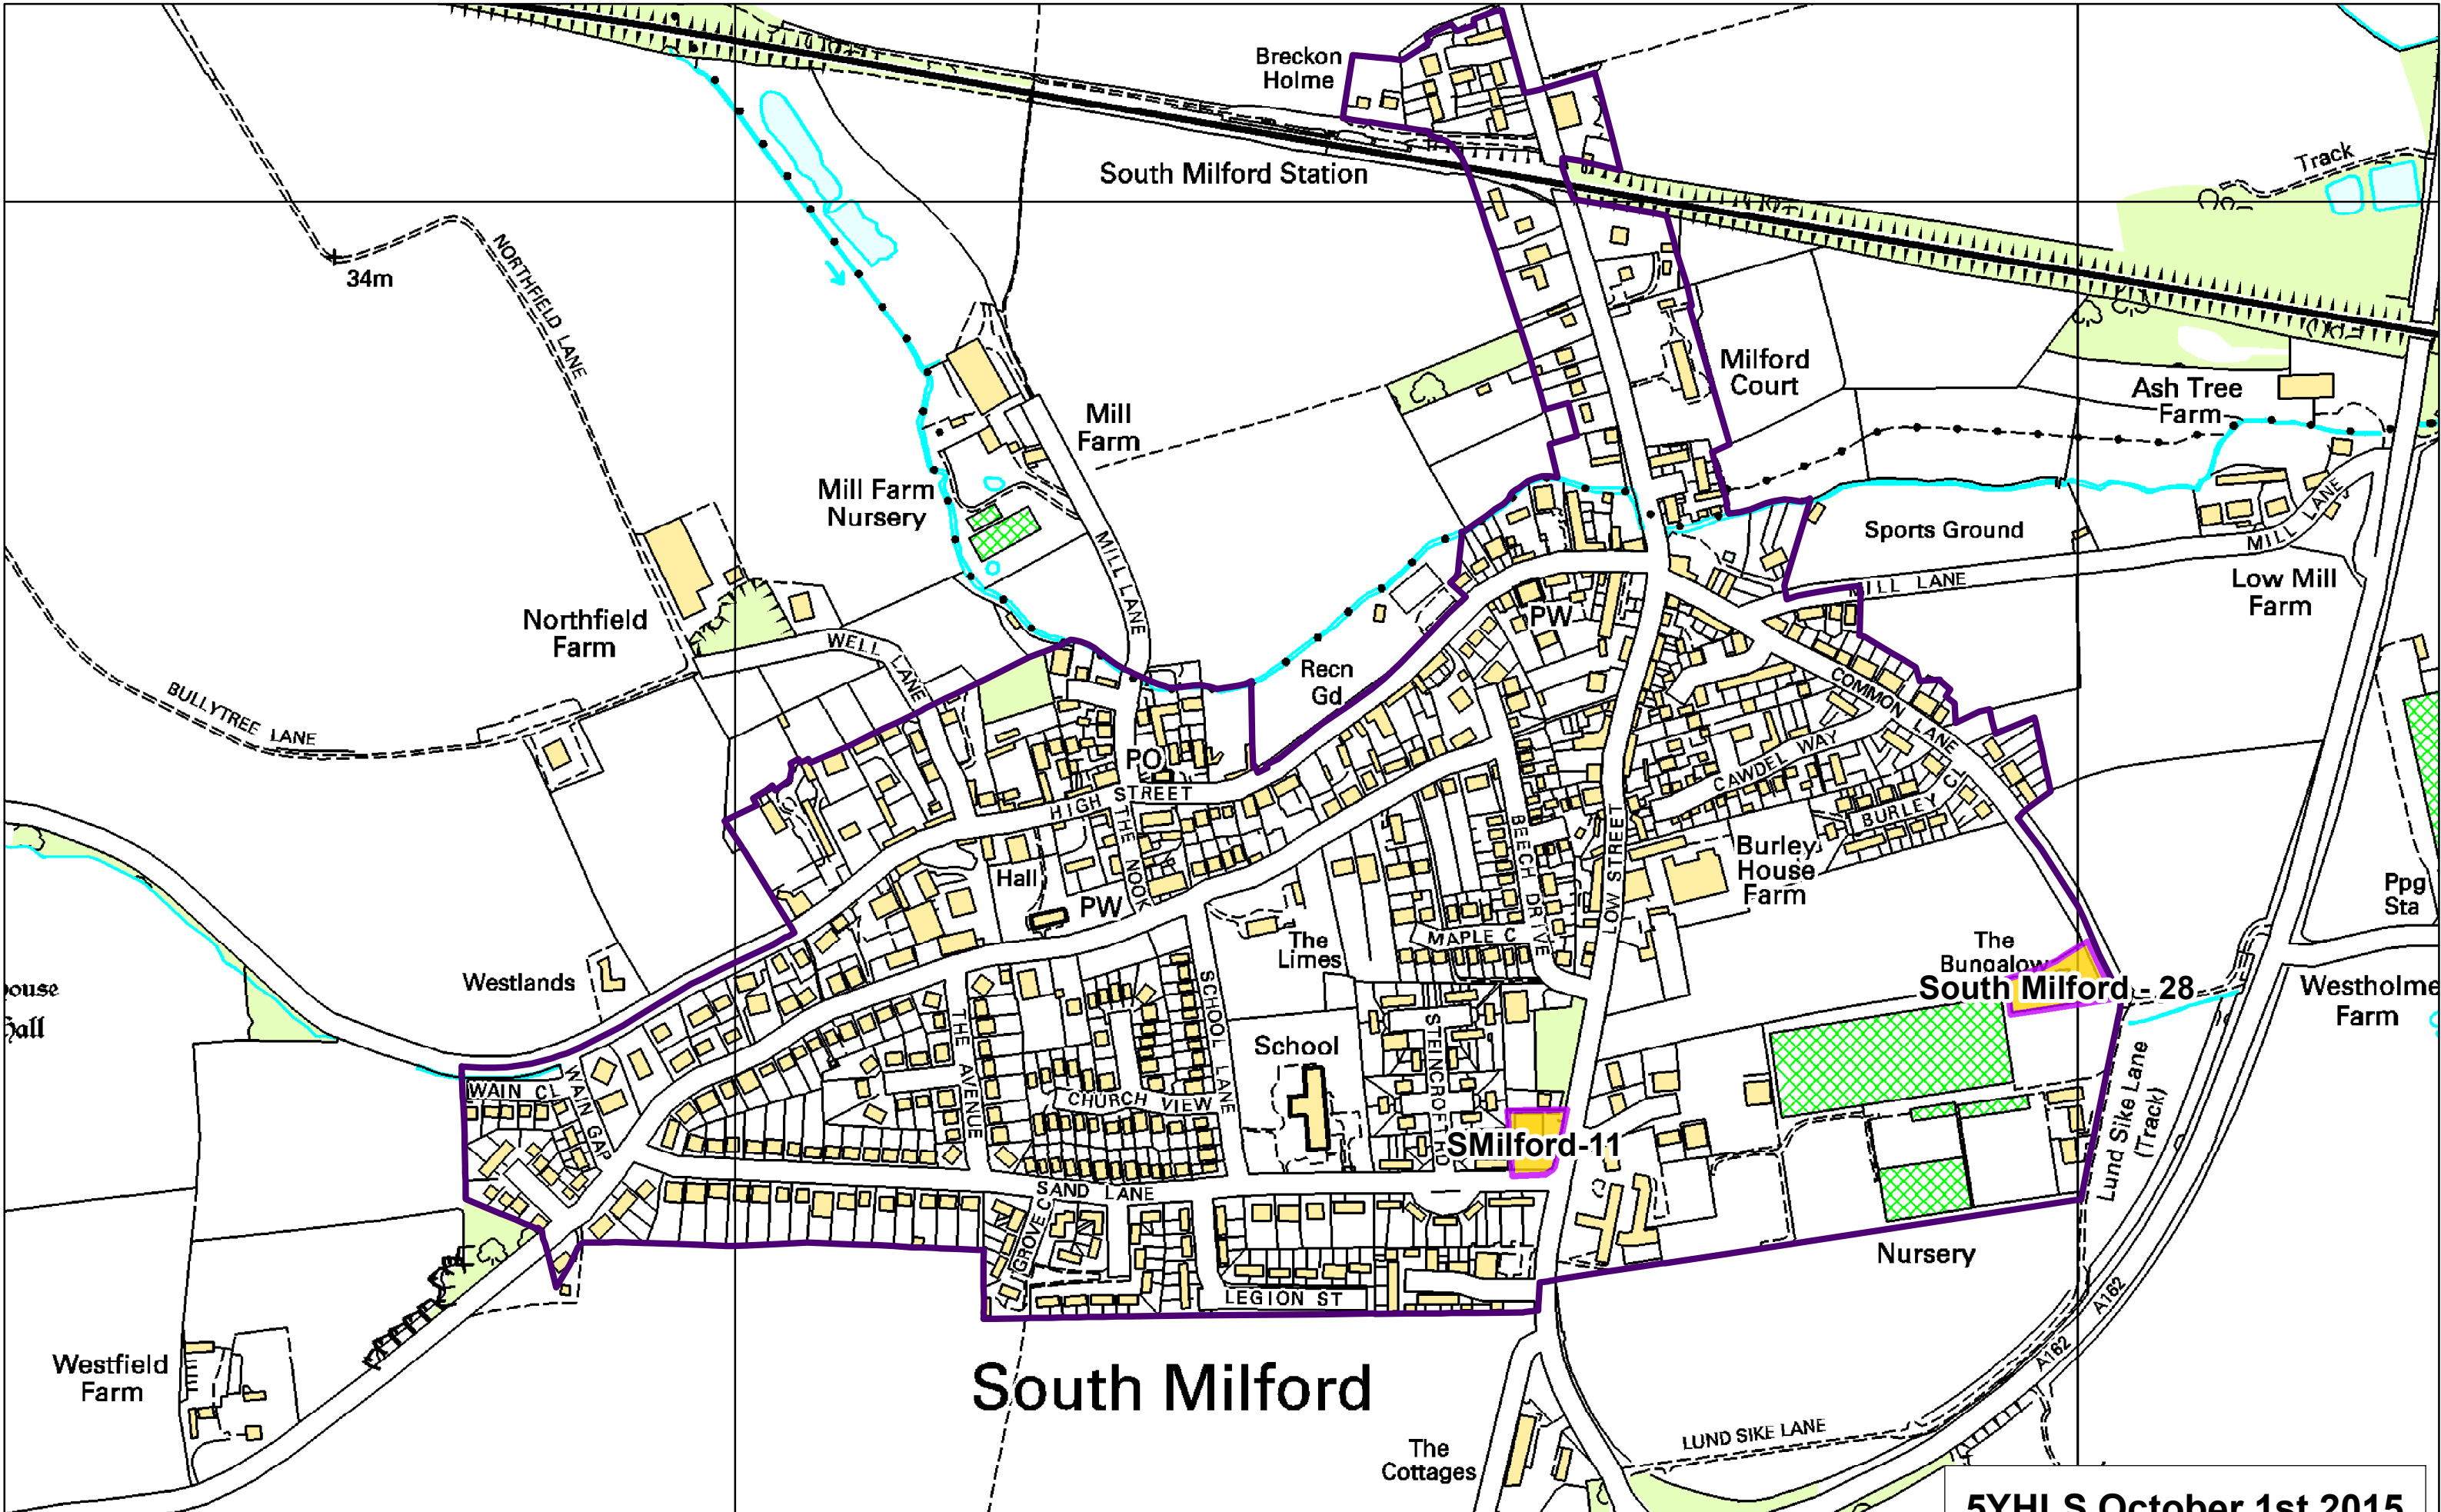 Breckon
Holme
South Milford Station
Track
34m
NORTHFIELD LANE
Milford
Court
Ash Tree
Farm
Mill
Farm
Mill Farm
Nursery
MILL LANE
Sports Ground
MILL LANE
MILL LANE
Low Mill
Farm
Northfield
Farm
PW
WELL LANE
Recn
Gd
BULLYTREE LANE
COMMON LANE
PO
HIGH STREET
CAWDEL WAY
BURLEY C
THE NOOK
BEECH DRIVE
LOW STREET
Burley
House
Farm
Hall
PW
Ppg
Sta
MAPLE C
The
Limes
The
Bungalow
South Milford - 28
Westlands
Westholme
Farm
ouse
all
SCHOOL LANE
THE AVENUE
STEINCROFT RD
School
WAIN CL
WAIN GAP
CHURCH VIEW
SMilford-11
Lund Sike Lane
(Track)
SAND LANE
GROVE C
Nursery
LEGION ST
A162
A162
Westfield
Farm
South Milford
LUND SIKE LANE
The
Cottages
5YHLS October 1st 2015